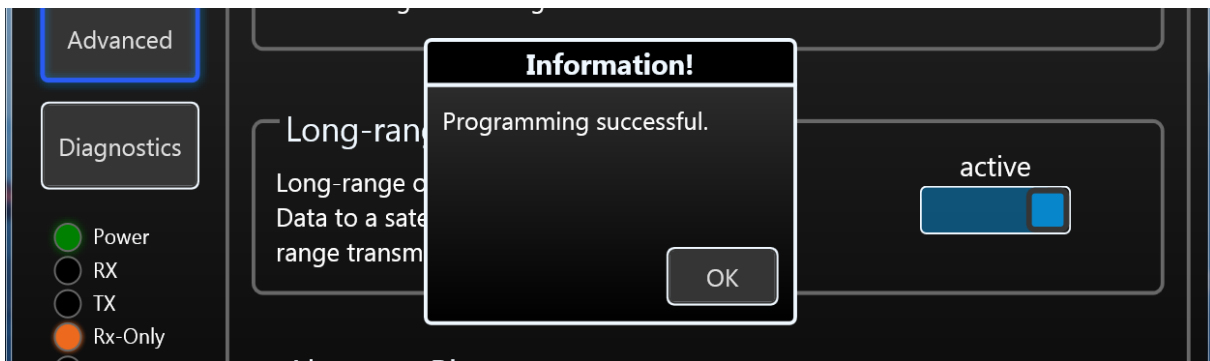 Advanced
Diagnostics
Power
RX
TX
Rx-Only
Information!
Programming successful.
OK
Long-ran
Long-range o
Data to a sate
range transm
active